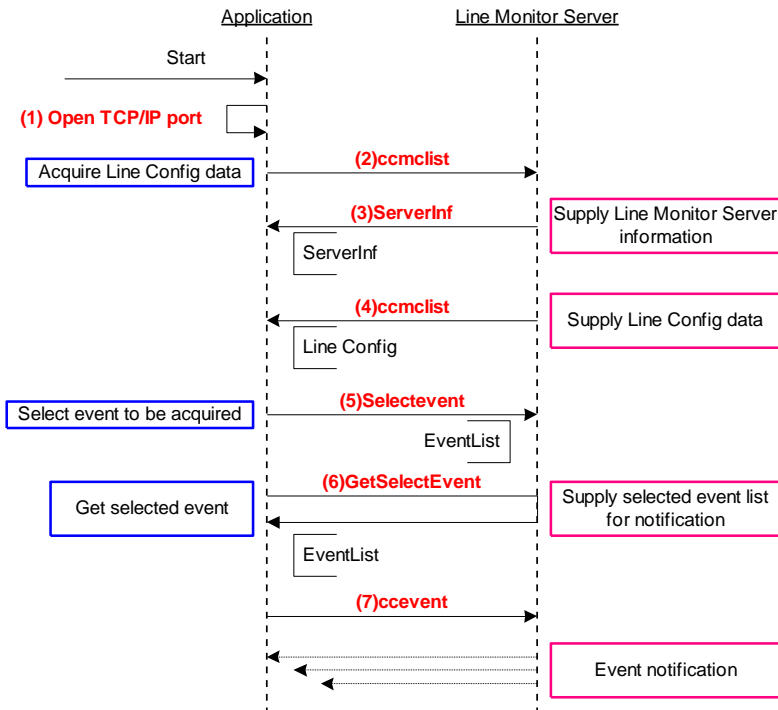 Application
Line Monitor Server
Start
(1) Open TCP/IP port
(2)ccmclist
Acquire Line Config data
(3)ServerInf
Supply Line Monitor Server
information
ServerInf
(4)ccmclist
Supply Line Config data
Line Config
(5)Selectevent
Select event to be acquired
EventList
(6)GetSelectEvent
Get selected event
Supply selected event list
for notification
EventList
(7)ccevent
Event notification